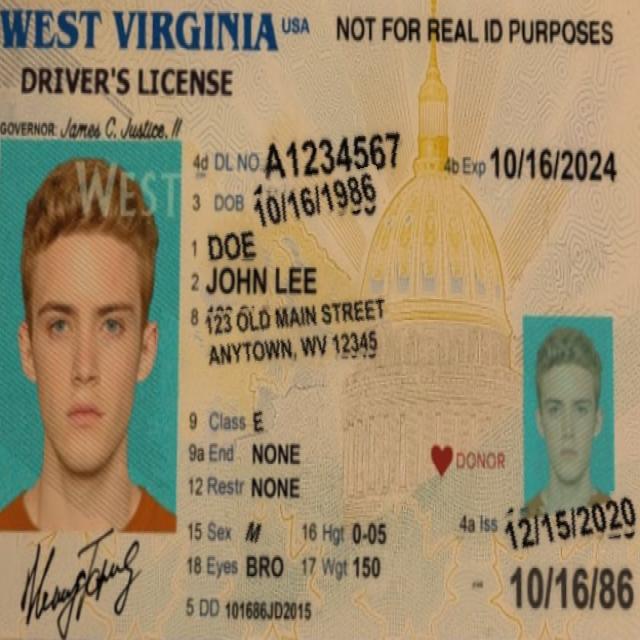 WEST VIRGINIA USA NOT FOR REAL ID PURPOSES
DRIVER'S LICENSE
GOVERNOR: James C. Justice, II
WEST
4d DL NO. A1234567 4b Exp 10/16/2024
3 DOB 10/16/1986
1 DOE
2 JOHN LEE
8 123 OLD MAIN STREET
ANYTOWN, WV 12345
9 Class E
9a End NONE
DONOR
12 Restr NONE
4a Iss 12/15/2020
15 Sex M 16 Hgt 0-05
18 Eyes BRO 17 Wgt 150
10/16/86
5 DD 101686JD2015